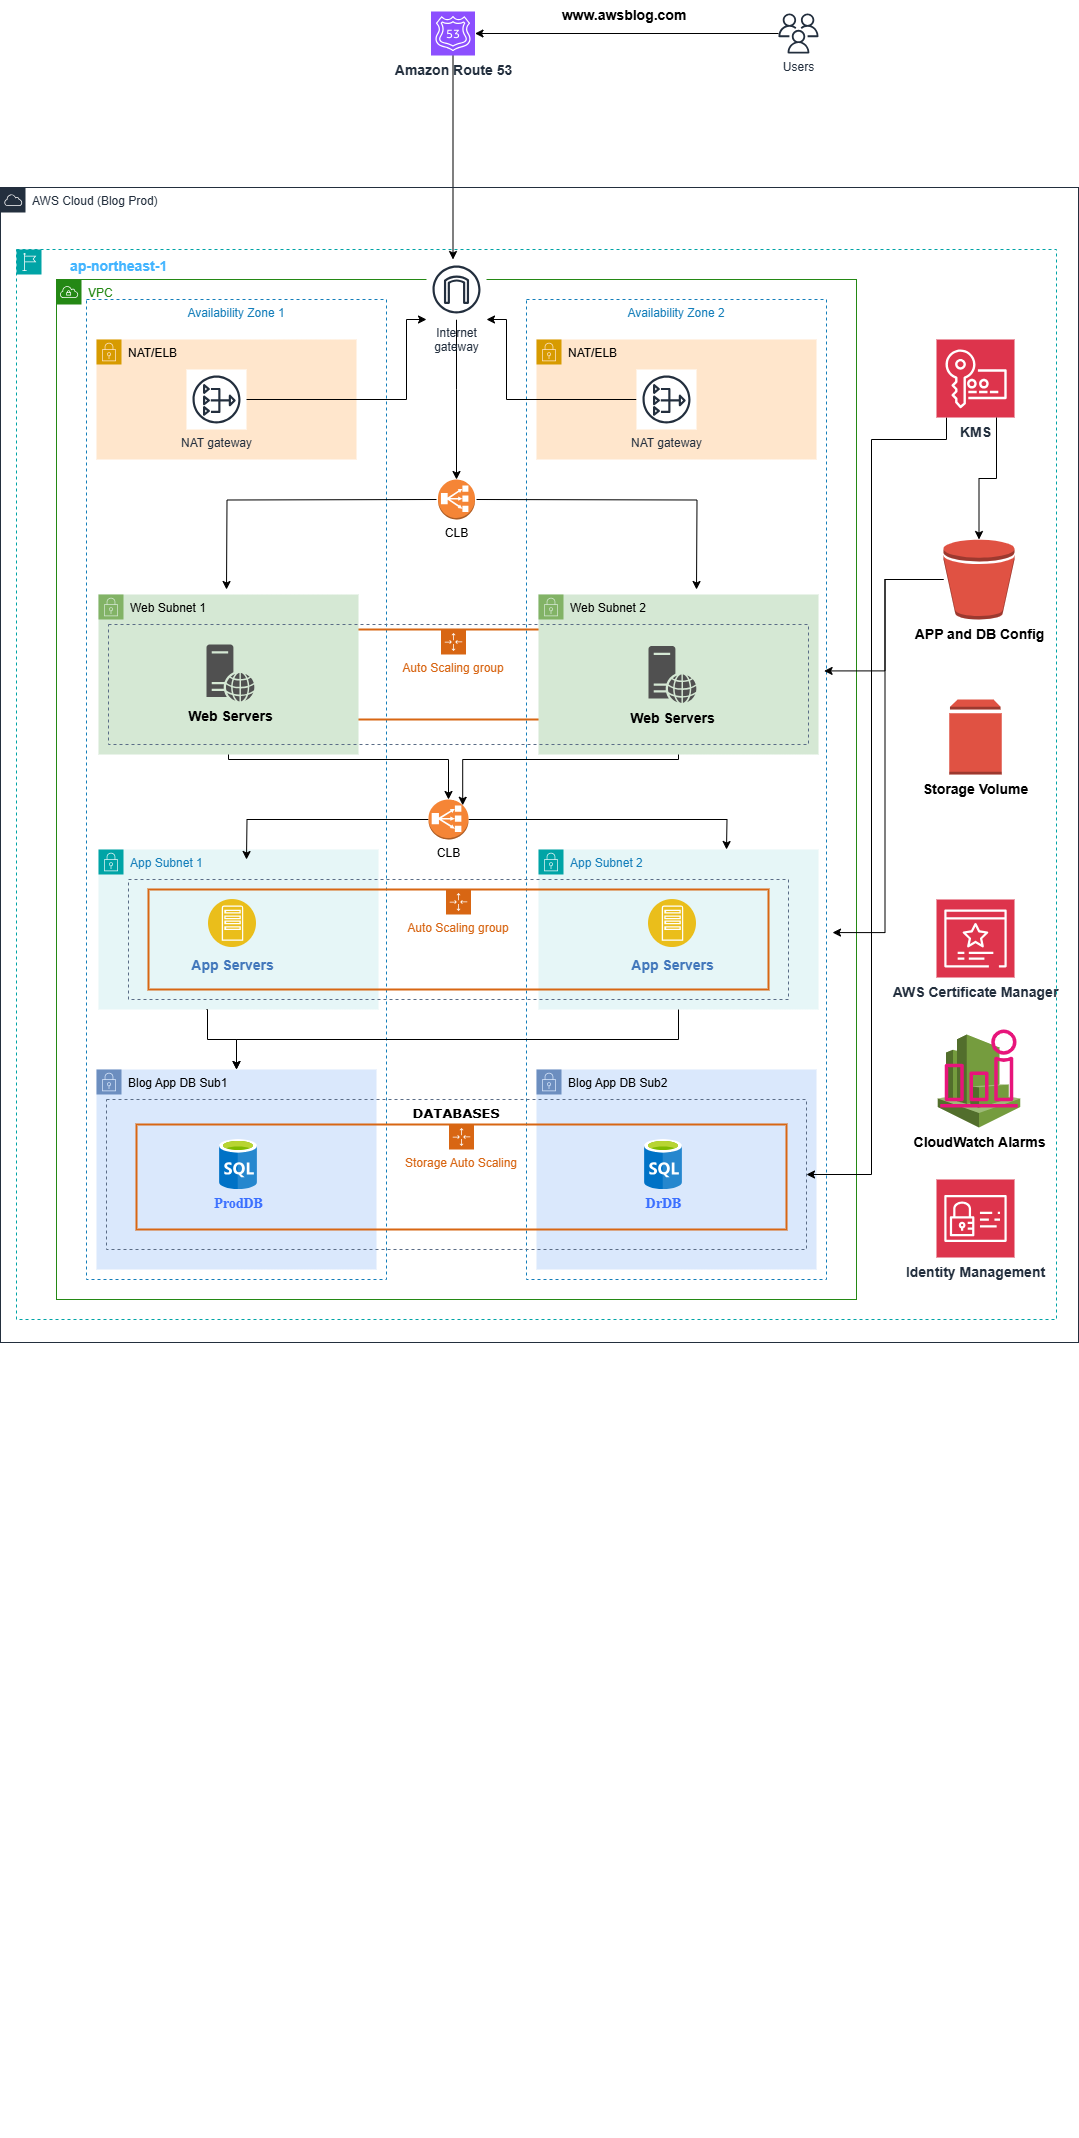 www.awsblog.com
53
Amazon Route 53
Users
AWS Cloud (Blog Prod)
ap-northeast-1
VPC
Availability Zone 1
Availability Zone 2
Internet
gateway
NAT/ELB
NAT/ELB
NAT gateway
NAT gateway
KMS
CLB
Web Subnet 1
Web Subnet 2
APP and DB Config
Auto Scaling group
Web Servers
Web Servers
Storage Volume
CLB
App Subnet 1
App Subnet 2
Auto Scaling group
App Servers
App Servers
AWS Certificate Manager
Blog App DB Sub1
Blog App DB Sub2
DATABASES
CloudWatch Alarms
Storage Auto Scaling
SQL
SQL
ProdDB
DrDB
Identity Management